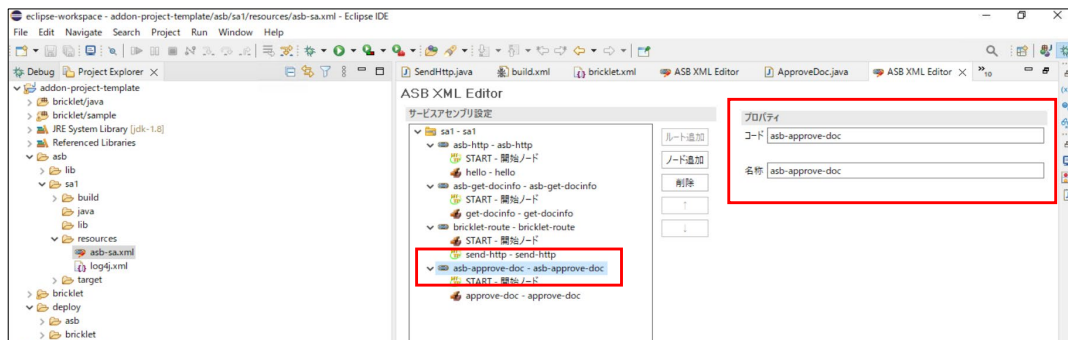 eclipse-workspace - addon-project-template/asb/sa1/resources/asb-sa.xml - Eclipse IDE
File Edit Navigate Search Project Run Window Help
Debug Project Explorer
SendHttp.java build.xml bricklet.xml ASB XML Editor ApproveDoc.java ASB XML Editor 10
addon-project-template
bricklet/java
bricklet/sample
JRE System Library [jdk-1.8]
Referenced Libraries
asb
lib
sa1
build
java
lib
resources
asb-sa.xml
log4j.xml
target
bricklet
deploy
asb
bricklet
ASB XML Editor
サービスアセンブリ設定
sa1 - sa1
asb-http - asb-http
START - 開始ノード
hello - hello
asb-get-docinfo - asb-get-docinfo
START - 開始ノード
get-docinfo - get-docinfo
bricklet-route - bricklet-route
START - 開始ノード
send-http - send-http
asb-approve-doc - asb-approve-doc
START - 開始ノード
approve-doc - approve-doc
ルート追加
ノード追加
削除
↑
↓
プロパティ
コード asb-approve-doc
名称 asb-approve-doc